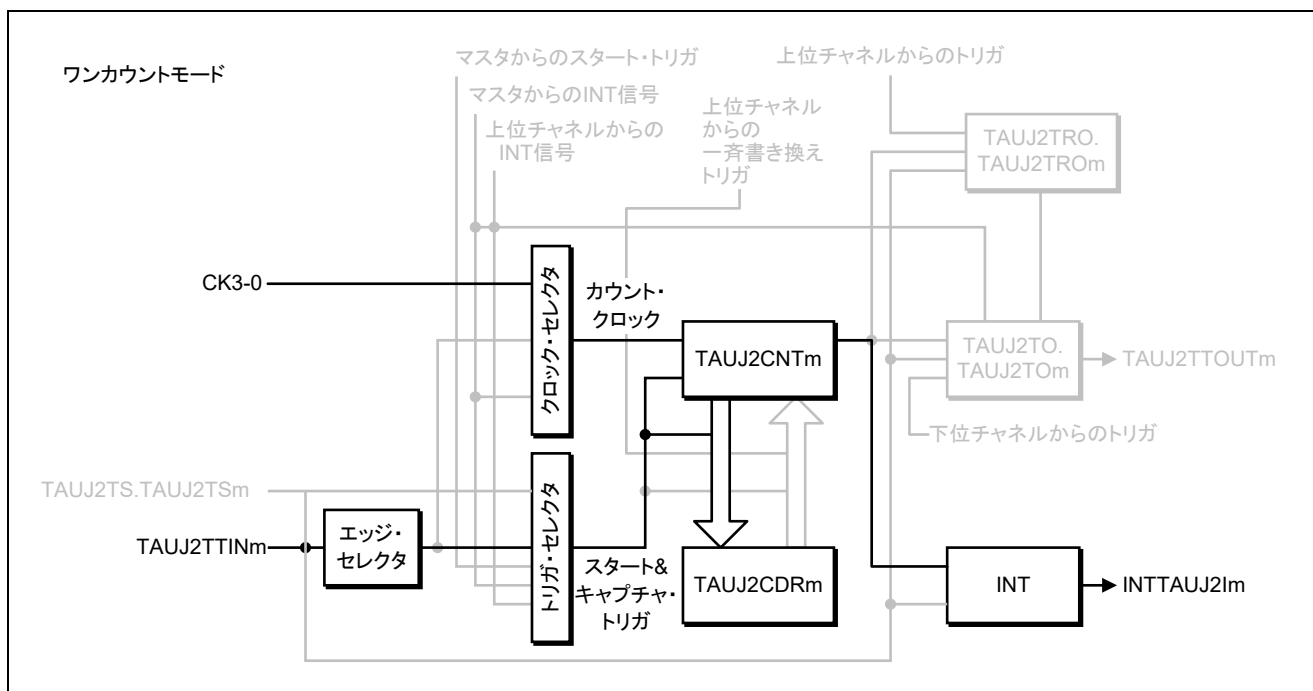 ワンカウントモード
マスタからのスタート・トリガ
マスタからのINT信号
上位チャネルからの
INT信号
上位チャネル
からの
一斉書き換え
トリガ
上位チャネルからのトリガ
TAUJ2TRO.
TAUJ2TROm
CK3-0
クロック・セレクタ
カウント・
クロック
TAUJ2CNTm
TAUJ2TO.
TAUJ2TOm
TAUJ2TTOUTm
下位チャネルからのトリガ
TAUJ2TS.TAUJ2TSm
TAUJ2TTINm
エッジ・
セレクタ
トリガ・セレクタ
スタート&
キャプチャ・
トリガ
TAUJ2CDRm
INT
INTTAUJ2Im